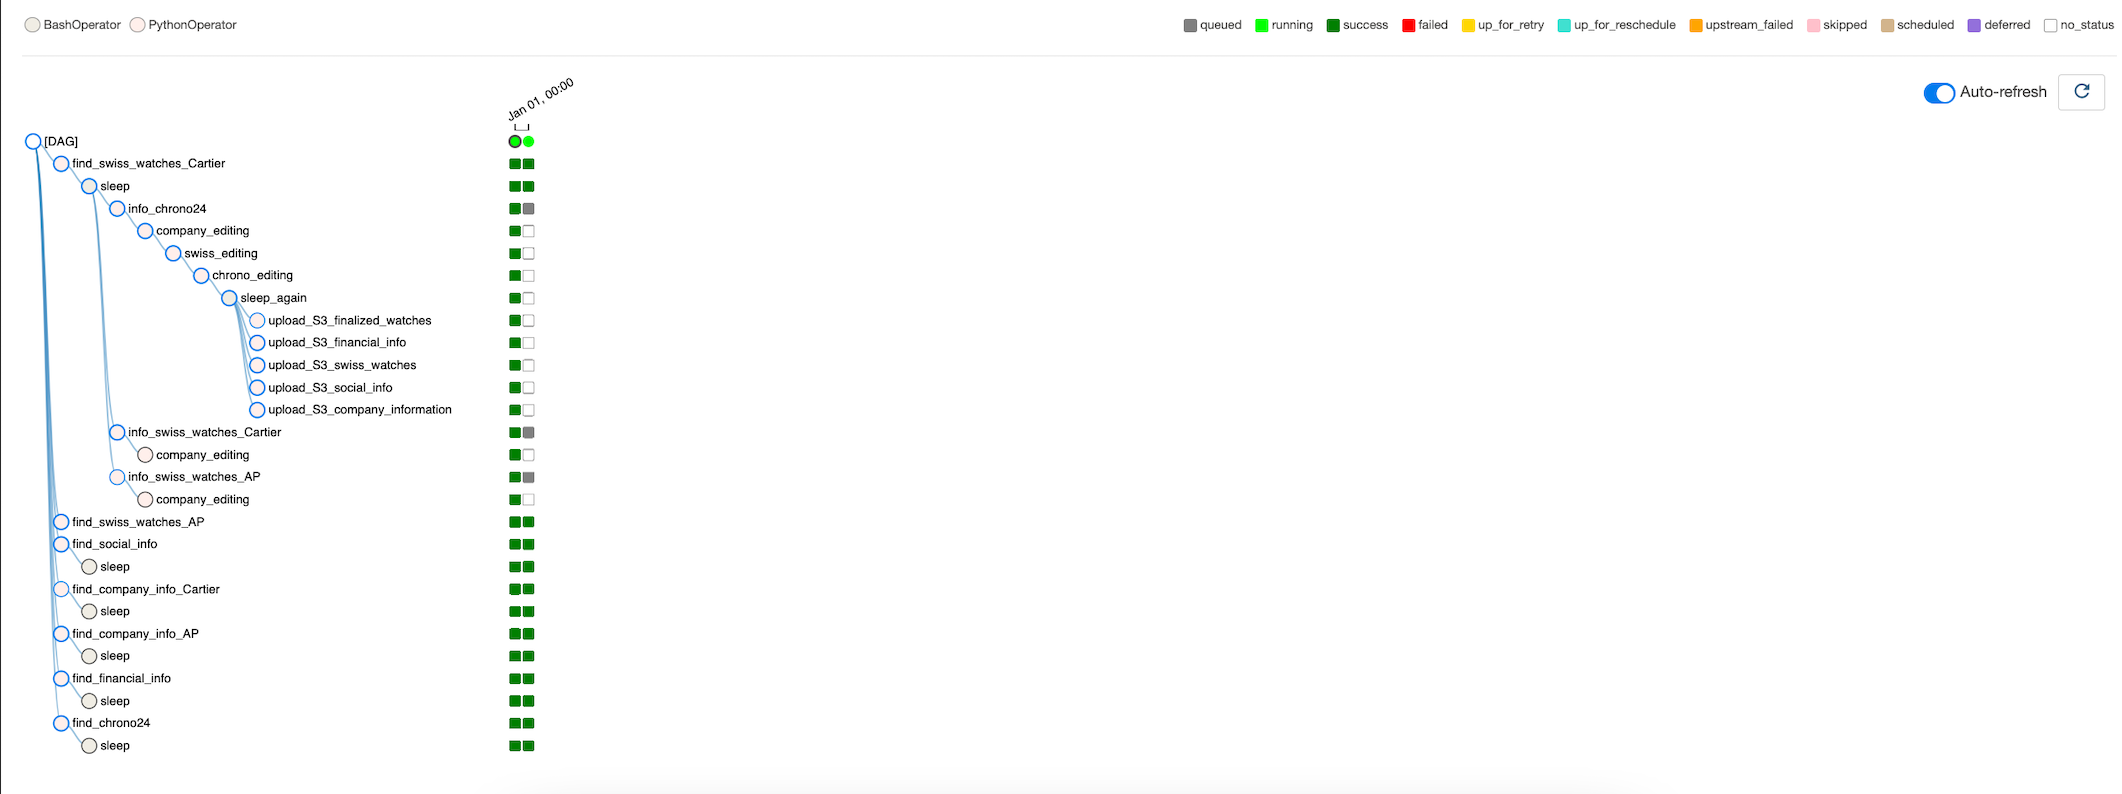 BashOperator PythonOperator queued running success failed up_for_retry up_for_reschedule upstream_failed skipped scheduled deferred no_status
Auto-refresh
Jan 01, 00:00
[DAG]
find_swiss_watches_Cartier
sleep
info_chrono24
company_editing
swiss_editing
chrono_editing
sleep_again
upload_S3_finalized_watches
upload_S3_financial_info
upload_S3_swiss_watches
upload_S3_social_info
upload_S3_company_information
info_swiss_watches_Cartier
company_editing
info_swiss_watches_AP
company_editing
find_swiss_watches_AP
find_social_info
sleep
find_company_info_Cartier
sleep
find_company_info_AP
sleep
find_financial_info
sleep
find_chrono24
sleep